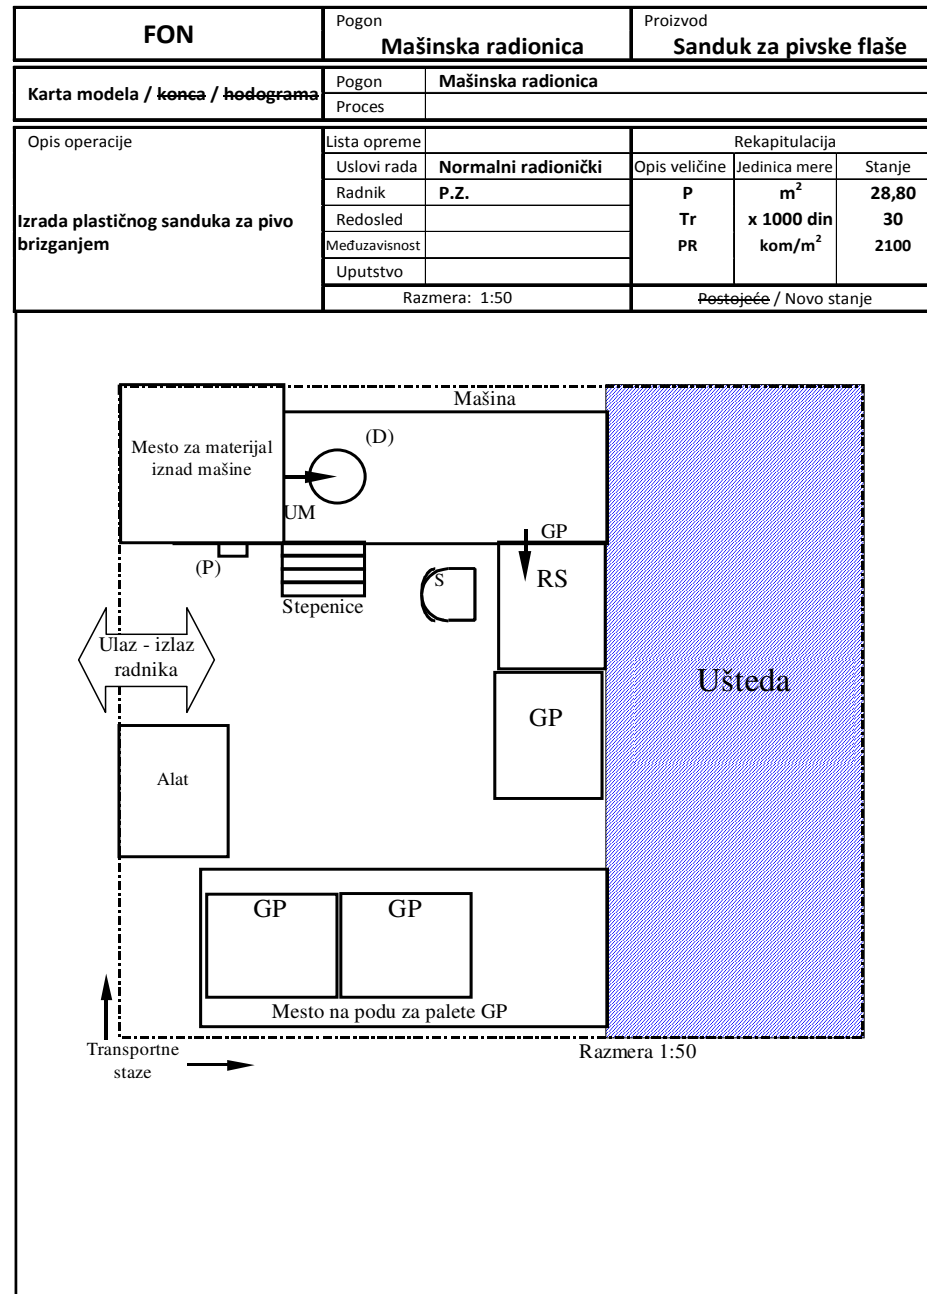 FON
Pogon
Mašinska radionica
Proizvod
Sanduk za pivske flaše
Karta modela / konca / hodograma
Pogon
Mašinska radionica
Proces
Opis operacije
Izrada plastičnog sanduka za pivo
brizganjem
Lista opreme
Uslovi rada
Normalni radionički
Radnik
P.Z.
Redosled
Međuzavisnost
Uputstvo
Razmera: 1:50
Rekapitulacija
Opis veličine Jedinica mere Stanje
P m² 28,80
Tr x 1000 din 30
PR kom/m² 2100
Postojeće / Novo stanje
Mašina
Mesto za materijal
iznad mašine
(D)
UM
GP
(P)
Stepenice
S
RS
Ulaz - izlaz
radnika
Ušteda
GP
Alat
GP
GP
Mesto na podu za palete GP
Transportne
staze
Razmera 1:50